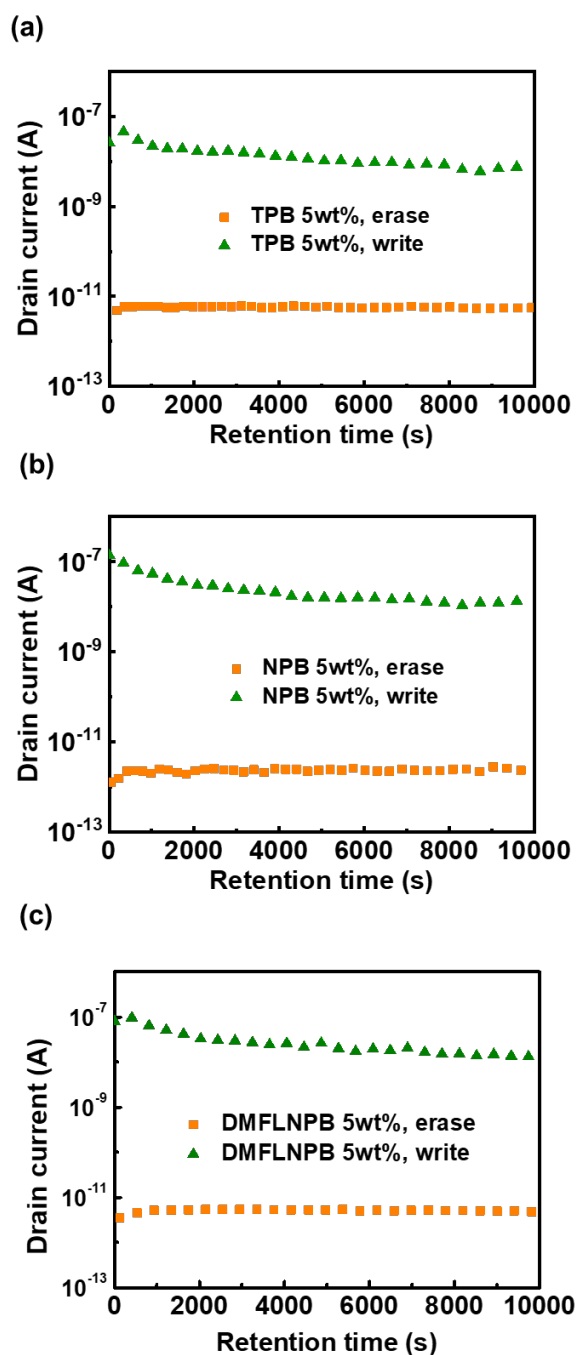 (a)
Drain current (A)
10⁻⁷
10⁻⁹
10⁻¹¹
10⁻¹³
TPB 5wt%, erase
TPB 5wt%, write
0 2000 4000 6000 8000 10000
Retention time (s)
(b)
Drain current (A)
10⁻⁷
10⁻⁹
10⁻¹¹
10⁻¹³
NPB 5wt%, erase
NPB 5wt%, write
0 2000 4000 6000 8000 10000
Retention time (s)
(c)
Drain current (A)
10⁻⁷
10⁻⁹
10⁻¹¹
10⁻¹³
DMFLNPB 5wt%, erase
DMFLNPB 5wt%, write
0 2000 4000 6000 8000 10000
Retention time (s)